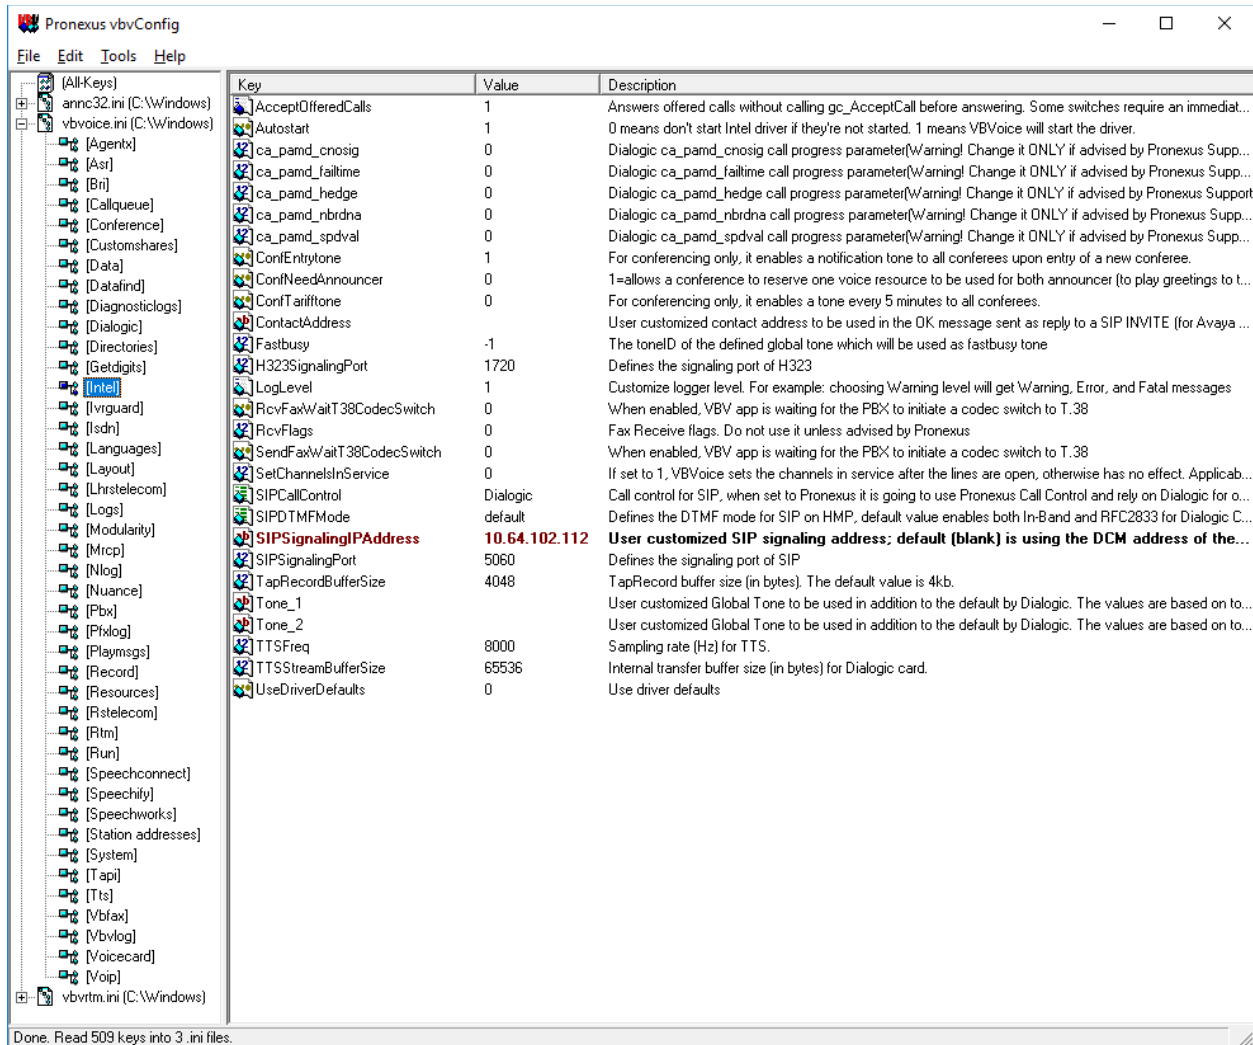 Pronexus vbvConfig
File Edit Tools Help
(All-Keys)
annc32.ini (C:\Windows)
vbvoice.ini (C:\Windows)
[Agentx]
[Asr]
[Bri]
[Callqueue]
[Conference]
[Customshares]
[Data]
[Datafind]
[Diagnosticlogs]
[Dialogic]
[Directories]
[Getdigits]
[Intel]
[Ivrguard]
[Isdn]
[Languages]
[Layout]
[Lhrstelecom]
[Logs]
[Modularity]
[Mrcp]
[Nlog]
[Nuance]
[Pbx]
[Pfxlog]
[Playmsgs]
[Record]
[Resources]
[Rstelecom]
[Rtm]
[Run]
[Speechconnect]
[Speechify]
[Speechworks]
[Station addresses]
[System]
[Tapi]
[Tts]
[Vbfax]
[Vbvlog]
[Voicecard]
[Voip]
vbvrtm.ini (C:\Windows)
Key Value Description
AcceptOfferedCalls 1 Answers offered calls without calling gc_AcceptCall before answering. Some switches require an immediat...
Autostart 1 0 means don't start Intel driver if they're not started. 1 means VBVoice will start the driver.
ca_pamd_cnosig 0 Dialogic ca_pamd_cnosig call progress parameter(Warning! Change it ONLY if advised by Pronexus Supp...
ca_pamd_failtime 0 Dialogic ca_pamd_failtime call progress parameter(Warning! Change it ONLY if advised by Pronexus Supp...
ca_pamd_hedge 0 Dialogic ca_pamd_hedge call progress parameter(Warning! Change it ONLY if advised by Pronexus Support
ca_pamd_nbrdna 0 Dialogic ca_pamd_nbrdna call progress parameter(Warning! Change it ONLY if advised by Pronexus Supp...
ca_pamd_spdval 0 Dialogic ca_pamd_spdval call progress parameter(Warning! Change it ONLY if advised by Pronexus Supp...
ConfEntrytone 1 For conferencing only, it enables a notification tone to all conferees upon entry of a new conferee.
ConfNeedAnnouncer 0 1=allows a conference to reserve one voice resource to be used for both announcer (to play greetings to t...
ConfTarifftone 0 For conferencing only, it enables a tone every 5 minutes to all conferees.
ContactAddress User customized contact address to be used in the OK message sent as reply to a SIP INVITE (for Avaya ...
Fastbusy -1 The toneID of the defined global tone which will be used as fastbusy tone
H323SignalingPort 1720 Defines the signaling port of H323
LogLevel 1 Customize logger level. For example: choosing Warning level will get Warning, Error, and Fatal messages
RcvFaxWaitT38CodecSwitch 0 When enabled, VBV app is waiting for the PBX to initiate a codec switch to T.38
RcvFlags 0 Fax Receive flags. Do not use it unless advised by Pronexus
SendFaxWaitT38CodecSwitch 0 When enabled, VBV app is waiting for the PBX to initiate a codec switch to T.38
SetChannelsInService 0 If set to 1, VBVoice sets the channels in service after the lines are open, otherwise has no effect. Applicab...
SIPCallControl Dialogic Call control for SIP, when set to Pronexus it is going to use Pronexus Call Control and rely on Dialogic for o...
SIPDTMFMode default Defines the DTMF mode for SIP on HMP, default value enables both In-Band and RFC2833 for Dialogic C...
SIPSignalingIPAddress 10.64.102.112 User customized SIP signaling address; default (blank) is using the DCM address of the...
SIPSignalingPort 5060 Defines the signaling port of SIP
TapRecordBufferSize 4048 TapRecord buffer size (in bytes). The default value is 4kb.
Tone_1 User customized Global Tone to be used in addition to the default by Dialogic. The values are based on to...
Tone_2 User customized Global Tone to be used in addition to the default by Dialogic. The values are based on to...
TTSFreq 8000 Sampling rate (Hz) for TTS.
TTSStreamBufferSize 65536 Internal transfer buffer size (in bytes) for Dialogic card.
UseDriverDefaults 0 Use driver defaults
Done. Read 509 keys into 3 .ini files.